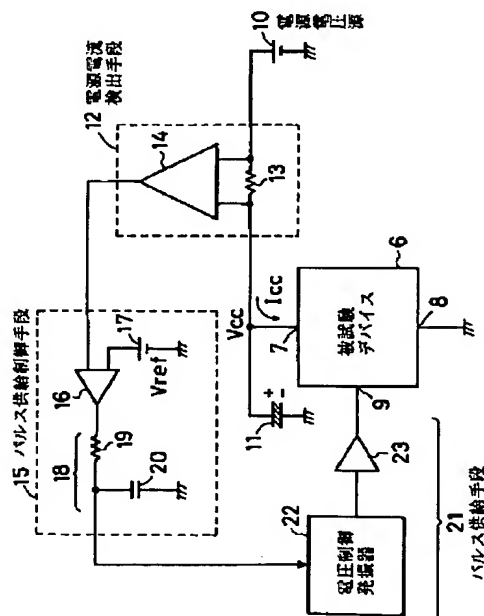 10 電源電圧源
12 電源電流検出手段
14
13
15 パルス供給制御手段
16
17
Vref
18
19
20
Vcc
Icc
11
+
-
7
6
被試験
デバイス
8
9
23
22
電圧制御
発振器
21
パルス供給手段